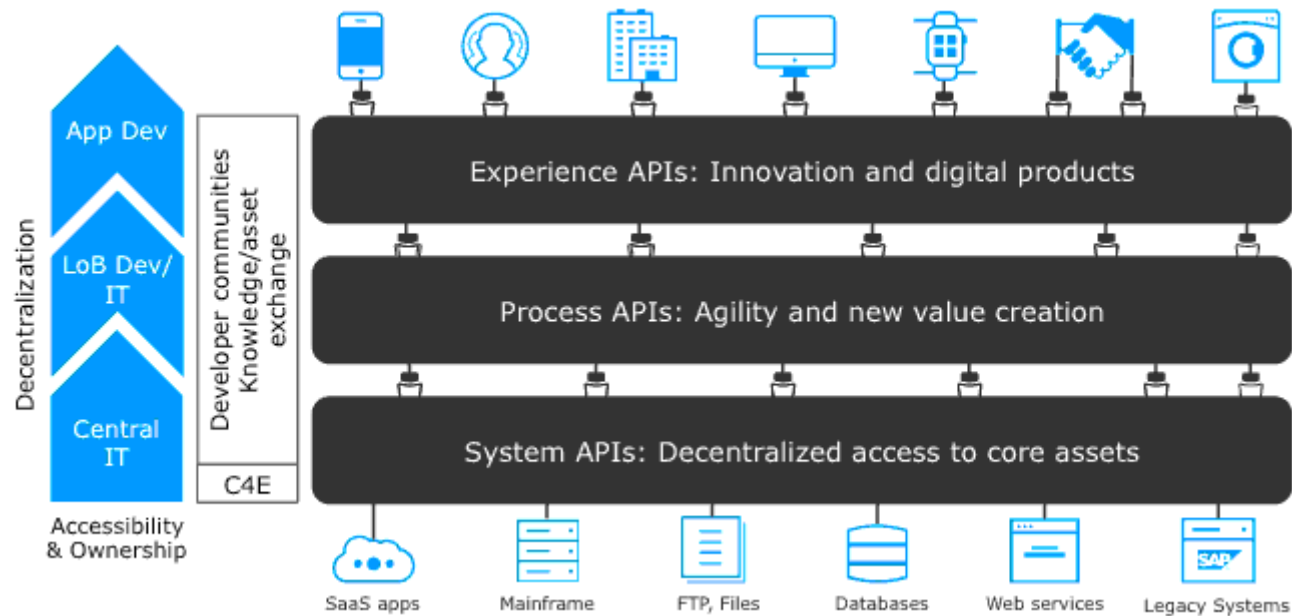 Decentralization
App Dev
LoB Dev/
IT
Central
IT
Accessibility
& Ownership
Developer communities
Knowledge/asset
exchange
C4E
Experience APIs: Innovation and digital products
Process APIs: Agility and new value creation
System APIs: Decentralized access to core assets
SAP
SaaS apps
Mainframe
FTP, Files
Databases
Web services
Legacy Systems